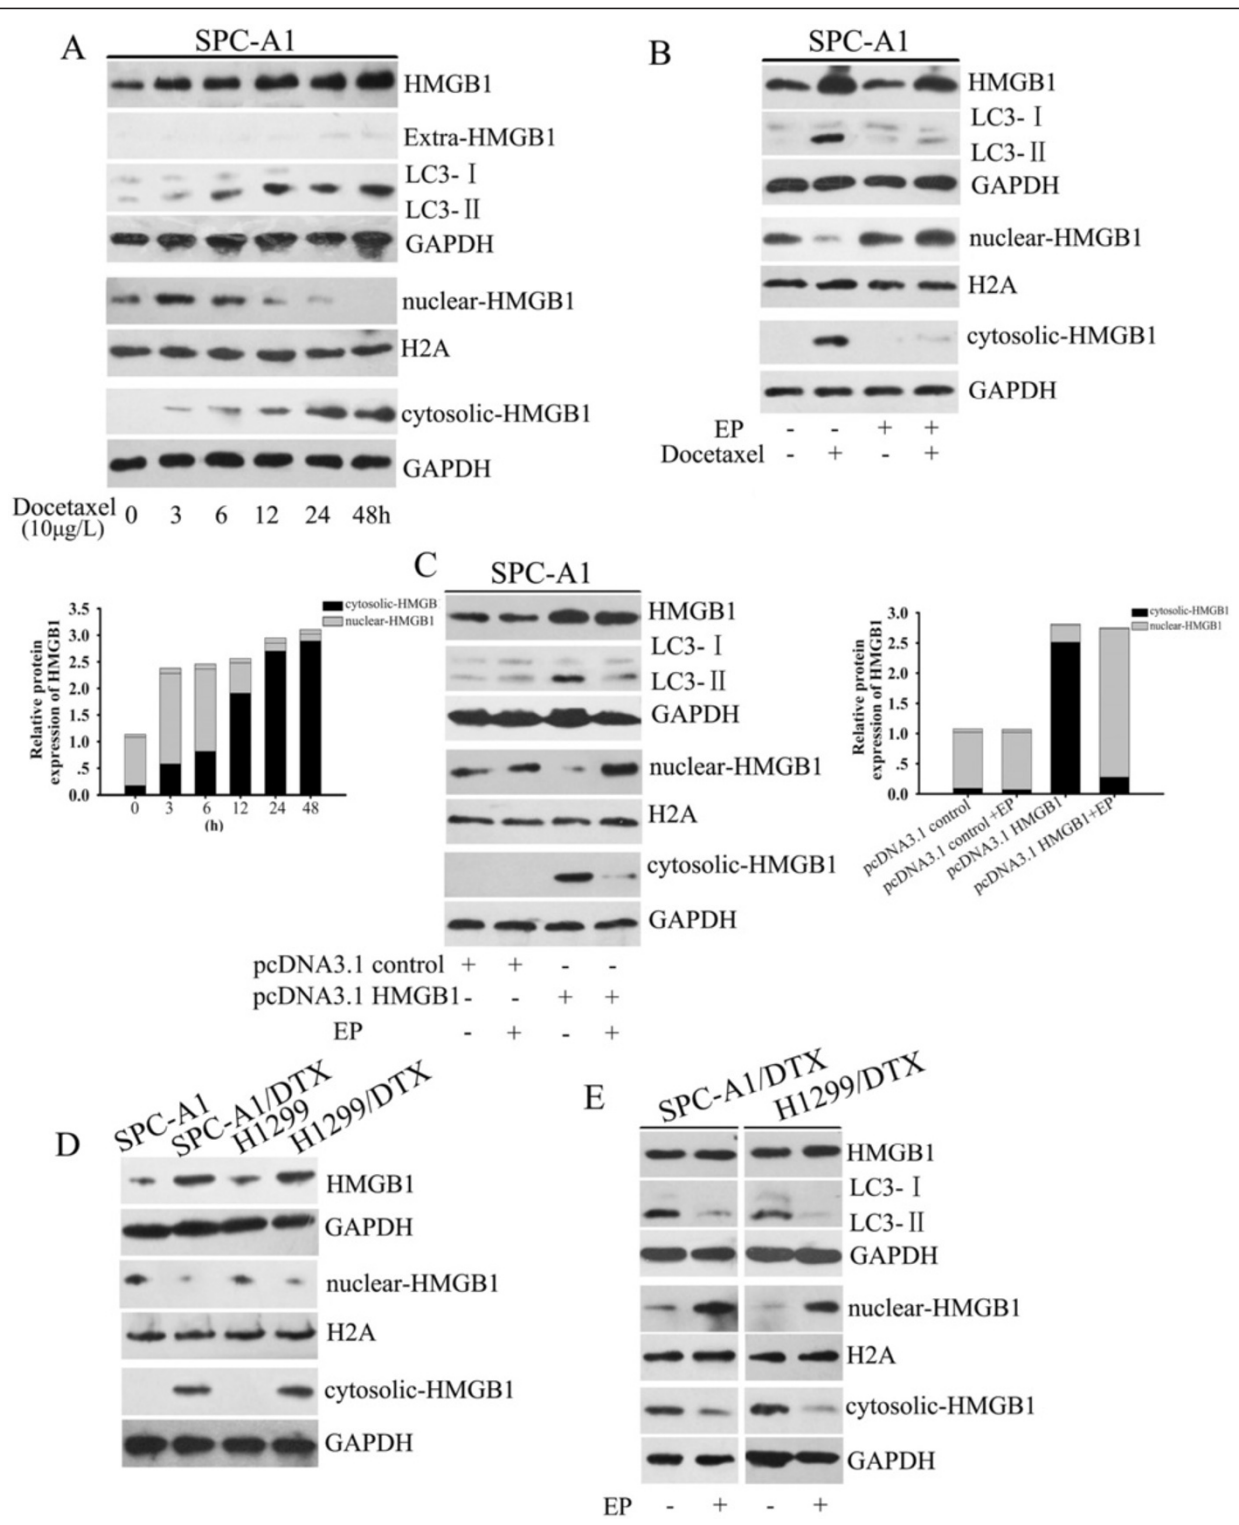 A
SPC-A1
HMGB1
Extra-HMGB1
LC3-Ⅰ
LC3-Ⅱ
GAPDH
nuclear-HMGB1
H2A
cytosolic-HMGB1
GAPDH
Docetaxel 0 3 6 12 24 48h
(10μg/L)
B
SPC-A1
HMGB1
LC3-Ⅰ
LC3-Ⅱ
GAPDH
nuclear-HMGB1
H2A
cytosolic-HMGB1
GAPDH
EP - - + +
Docetaxel - + - +
Relative protein
expression of HMGB1
3.5
3.0
2.5
2.0
1.5
1.0
.5
0.0
cytosolic-HMGB
nuclear-HMGB1
0 3 6 12 24 48
(h)
C
SPC-A1
HMGB1
LC3-Ⅰ
LC3-Ⅱ
GAPDH
nuclear-HMGB1
H2A
cytosolic-HMGB1
GAPDH
pcDNA3.1 control + + - -
pcDNA3.1 HMGB1 - - + +
EP - + - +
Relative protein
expression of HMGB1
3.0
2.5
2.0
1.5
1.0
.5
0.0
cytosolic-HMGB1
nuclear-HMGB1
pcDNA3.1 control
pcDNA3.1 control +EP
pcDNA3.1 HMGB1
pcDNA3.1 HMGB1+EP
D
SPC-A1
SPC-A1/DTX
H1299
H1299/DTX
HMGB1
GAPDH
nuclear-HMGB1
H2A
cytosolic-HMGB1
GAPDH
E
SPC-A1/DTX
H1299/DTX
HMGB1
LC3-Ⅰ
LC3-Ⅱ
GAPDH
nuclear-HMGB1
H2A
cytosolic-HMGB1
GAPDH
EP - + - +